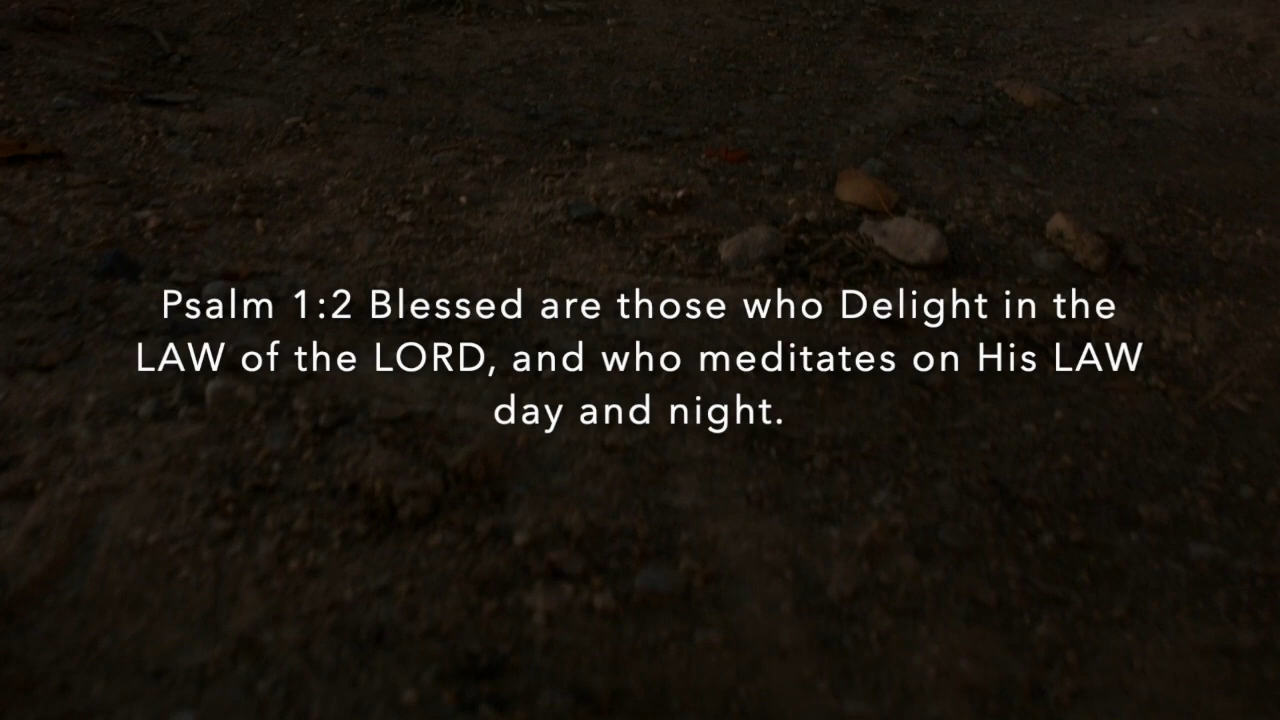 Psalm 1:2 Blessed are those who Delight in the
LAW of the LORD, and who meditates on His LAW
day and night.